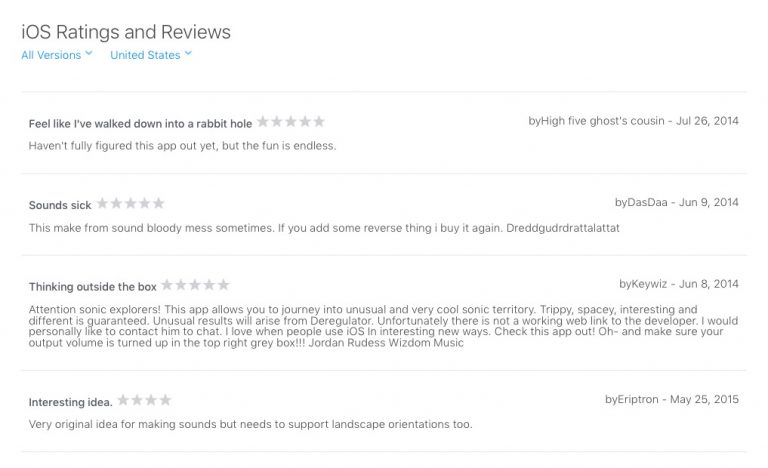 iOS Ratings and Reviews
All Versions United States
Feel like I've walked down into a rabbit hole byHigh five ghost's cousin - Jul 26, 2014
Haven't fully figured this app out yet, but the fun is endless.
Sounds sick byDasDaa - Jun 9, 2014
This make from sound bloody mess sometimes. If you add some reverse thing i buy it again. Dreddgudrdrattalattat
Thinking outside the box byKeywiz - Jun 8, 2014
Attention sonic explorers! This app allows you to journey into unusual and very cool sonic territory. Trippy, spacey, interesting and
different is guaranteed. Unusual results will arise from Deregulator. Unfortunately there is not a working web link to the developer. I would
personally like to contact him to chat. I love when people use iOS In interesting new ways. Check this app out! Oh- and make sure your
output volume is turned up in the top right grey box!!! Jordan Rudess Wizdom Music
Interesting idea. byEriptron - May 25, 2015
Very original idea for making sounds but needs to support landscape orientations too.